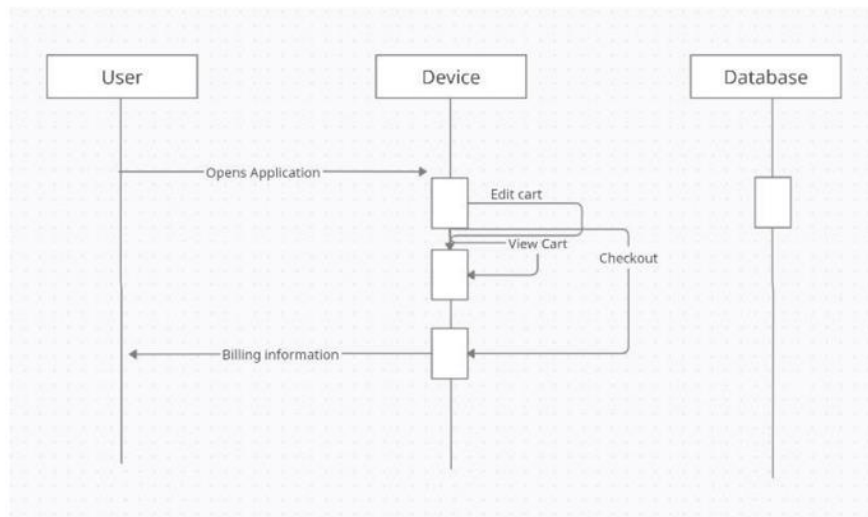 User
Device
Database
Opens Application
Edit cart
View Cart
Checkout
Billing information